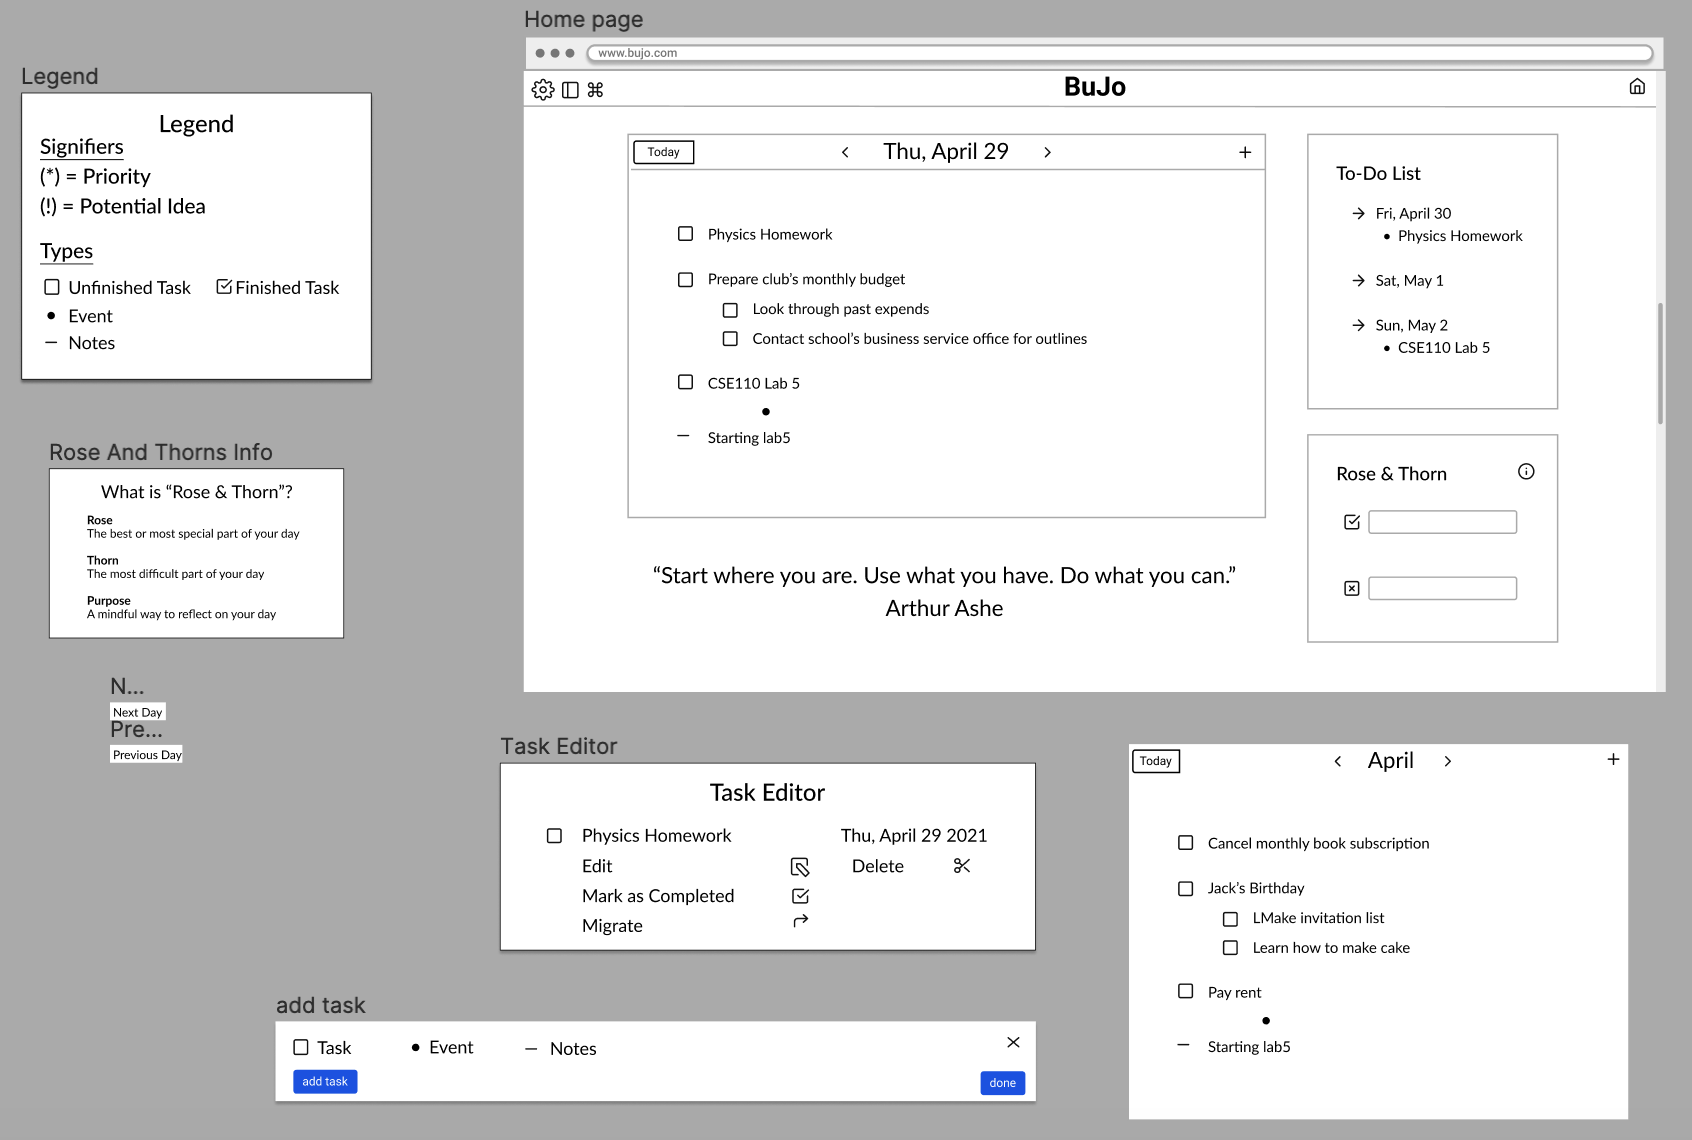 Home page
www.bujo.com
BuJo
Legend
Legend
Signifiers
(*) = Priority
(!) = Potential Idea
Types
Unfinished Task
Finished Task
• Event
– Notes
Today
< Thu, April 29 >
+
Physics Homework
Prepare club's monthly budget
Look through past expends
Contact school's business service office for outlines
CSE110 Lab 5
•
– Starting lab5
To-Do List
→ Fri, April 30
• Physics Homework
→ Sat, May 1
→ Sun, May 2
• CSE110 Lab 5
Rose & Thorn
“Start where you are. Use what you have. Do what you can.”
Arthur Ashe
Rose And Thorns Info
What is “Rose & Thorn”?
Rose
The best or most special part of your day
Thorn
The most difficult part of your day
Purpose
A mindful way to reflect on your day
N...
Next Day
Pre...
Previous Day
Task Editor
Task Editor
Physics Homework
Thu, April 29 2021
Edit
Delete
Mark as Completed
Migrate
Today
< April >
+
Cancel monthly book subscription
Jack's Birthday
LMake invitation list
Learn how to make cake
Pay rent
•
– Starting lab5
add task
Task
• Event
– Notes
add task
done